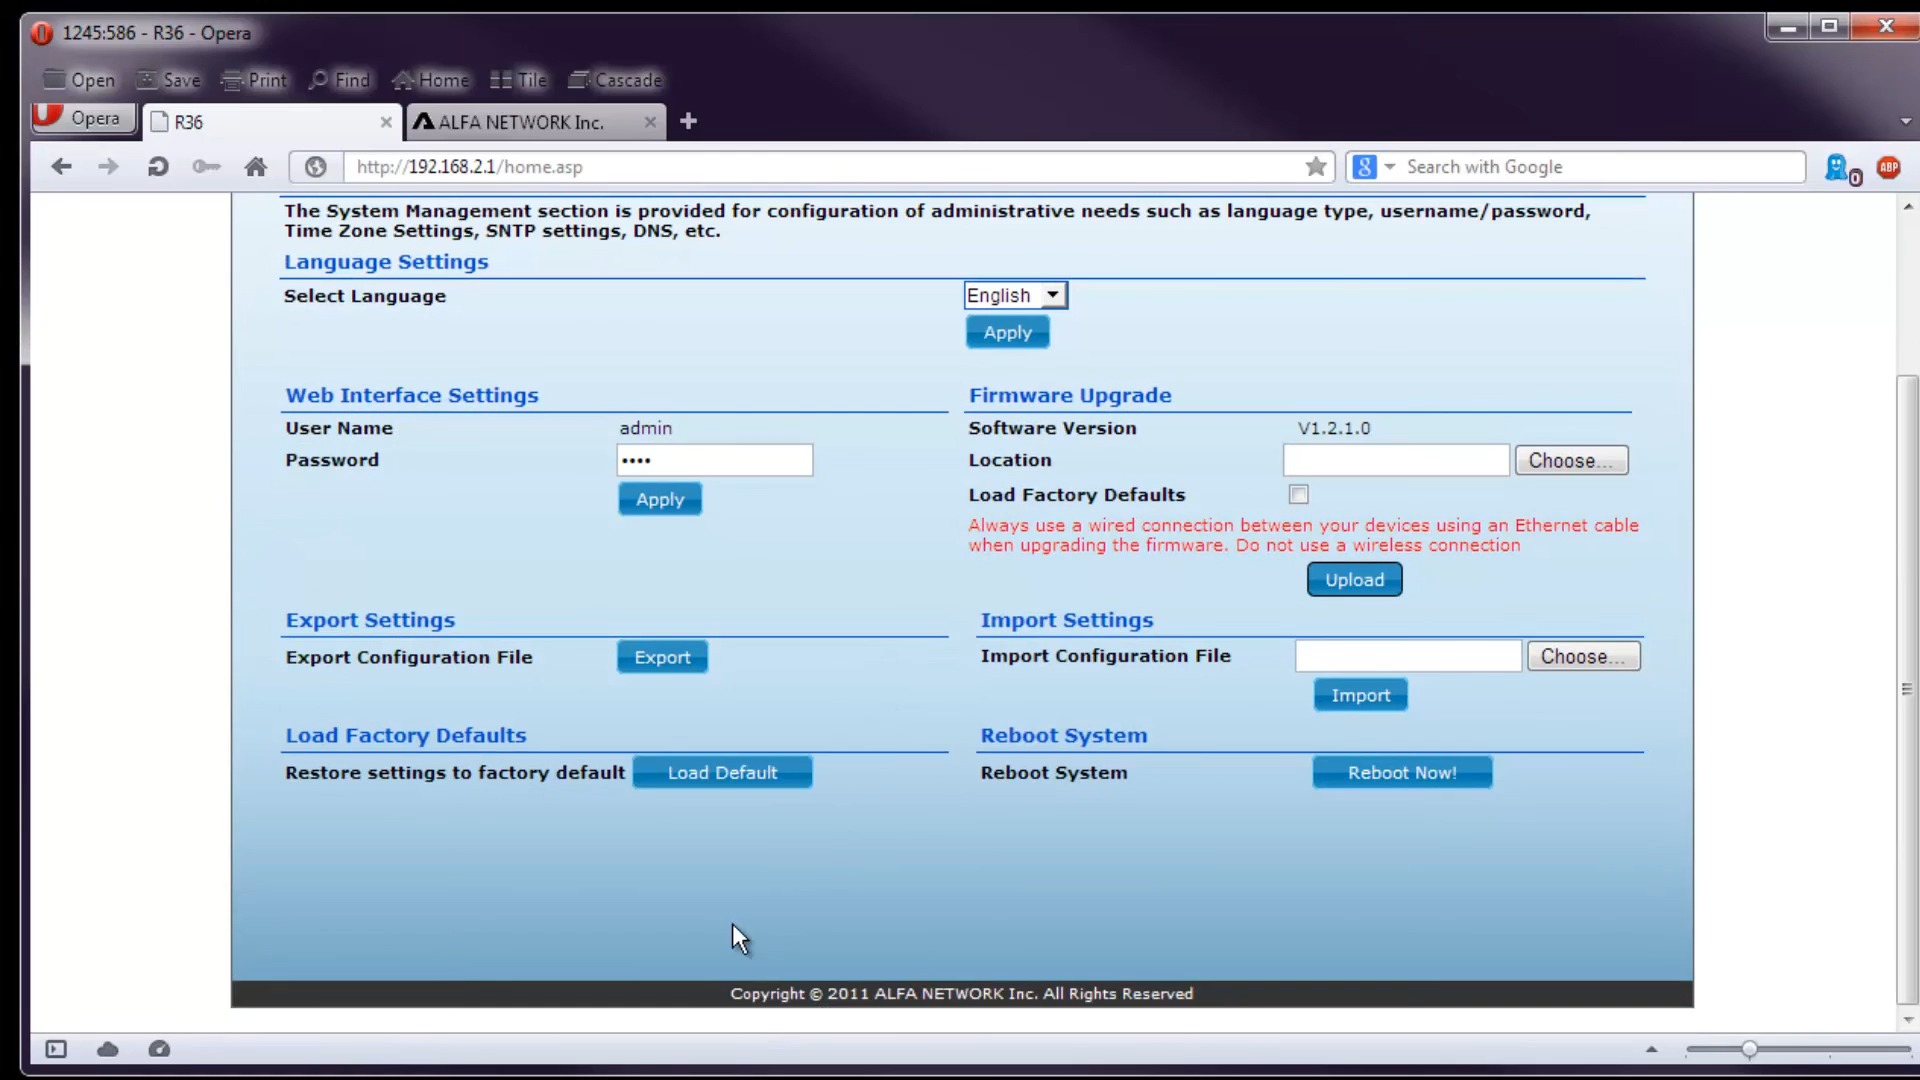 1245:586 - R36 - Opera
Open Save Print Find Home Tile Cascade
Opera R36 ALFA NETWORK Inc.
http://192.168.2.1/home.asp 8 Search with Google 0 ABP
The System Management section is provided for configuration of administrative needs such as language type, username/password,
Time Zone Settings, SNTP settings, DNS, etc.
Language Settings
Select Language English
Apply
Web Interface Settings
User Name admin
Password ••••
Apply
Firmware Upgrade
Software Version V1.2.1.0
Location Choose...
Load Factory Defaults
Always use a wired connection between your devices using an Ethernet cable
when upgrading the firmware. Do not use a wireless connection
Upload
Export Settings
Export Configuration File Export
Import Settings
Import Configuration File Choose...
Import
Load Factory Defaults
Restore settings to factory default Load Default
Reboot System
Reboot System Reboot Now!
Copyright © 2011 ALFA NETWORK Inc. All Rights Reserved